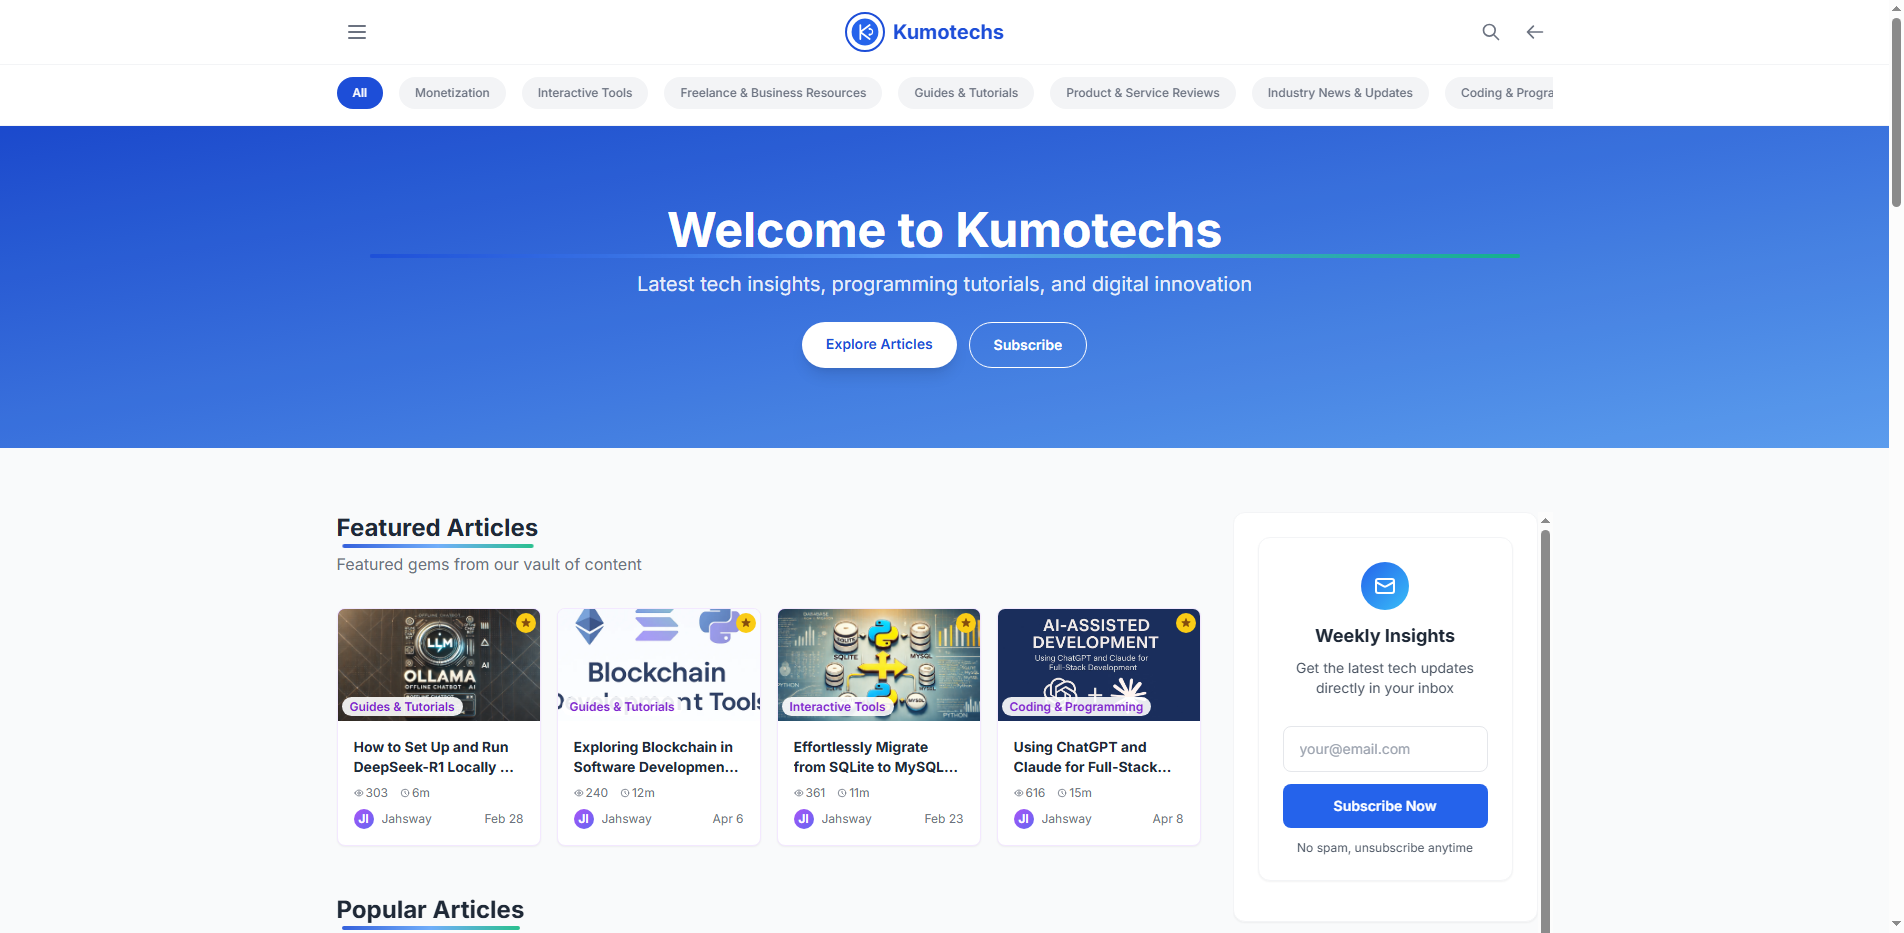 Kumotechs
All
Monetization
Interactive Tools
Freelance & Business Resources
Guides & Tutorials
Product & Service Reviews
Industry News & Updates
Coding & Progra
Welcome to Kumotechs
Latest tech insights, programming tutorials, and digital innovation
Explore Articles
Subscribe
Featured Articles
Featured gems from our vault of content
LLM
AI
OLLAMA
OFFLINE CHATBOT AI
Guides & Tutorials
How to Set Up and Run
DeepSeek-R1 Locally ...
303
6m
JI
Jahsway
Feb 28
Blockchain
Development Tools
Guides & Tutorials
Exploring Blockchain in
Software Developmen...
240
12m
JI
Jahsway
Apr 6
SQLITE
MYSQL
MYSQL
PYTHON
PYTHON
Interactive Tools
Effortlessly Migrate
from SQLite to MySQL...
361
11m
JI
Jahsway
Feb 23
AI-ASSISTED
DEVELOPMENT
Using ChatGPT and Claude for
Full-Stack Development
Coding & Programming
Using ChatGPT and
Claude for Full-Stack...
616
15m
JI
Jahsway
Apr 8
Weekly Insights
Get the latest tech updates
directly in your inbox
your@email.com
Subscribe Now
No spam, unsubscribe anytime
Popular Articles